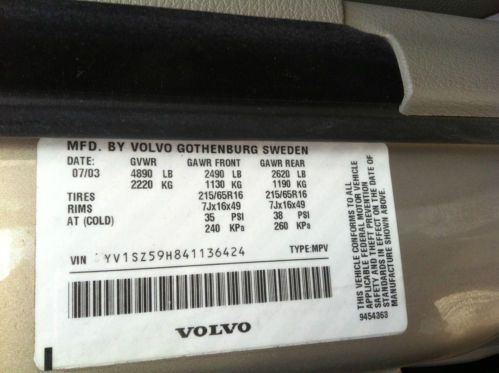 MFD. BY VOLVO GOTHENBURG SWEDEN
DATE: GVWR GAWR FRONT GAWR REAR
07/03 4890 LB 2490 LB 2620 LB
2220 KG 1130 KG 1190 KG
TIRES 215/65R16 215/65R16
RIMS 7Jx16x49 7Jx16x49
AT (COLD) 35 PSI 38 PSI
240 KPa 260 KPa
VIN YV1SZ59H841136424 TYPE:MPV
VOLVO
THIS VEHICLE CONFORMS TO ALL
APPLICABLE FEDERAL MOTOR VEHICLE
SAFETY AND THEFT PREVENTION
STANDARDS IN EFFECT ON THE DATE OF
MANUFACTURE SHOWN ABOVE.
9454363